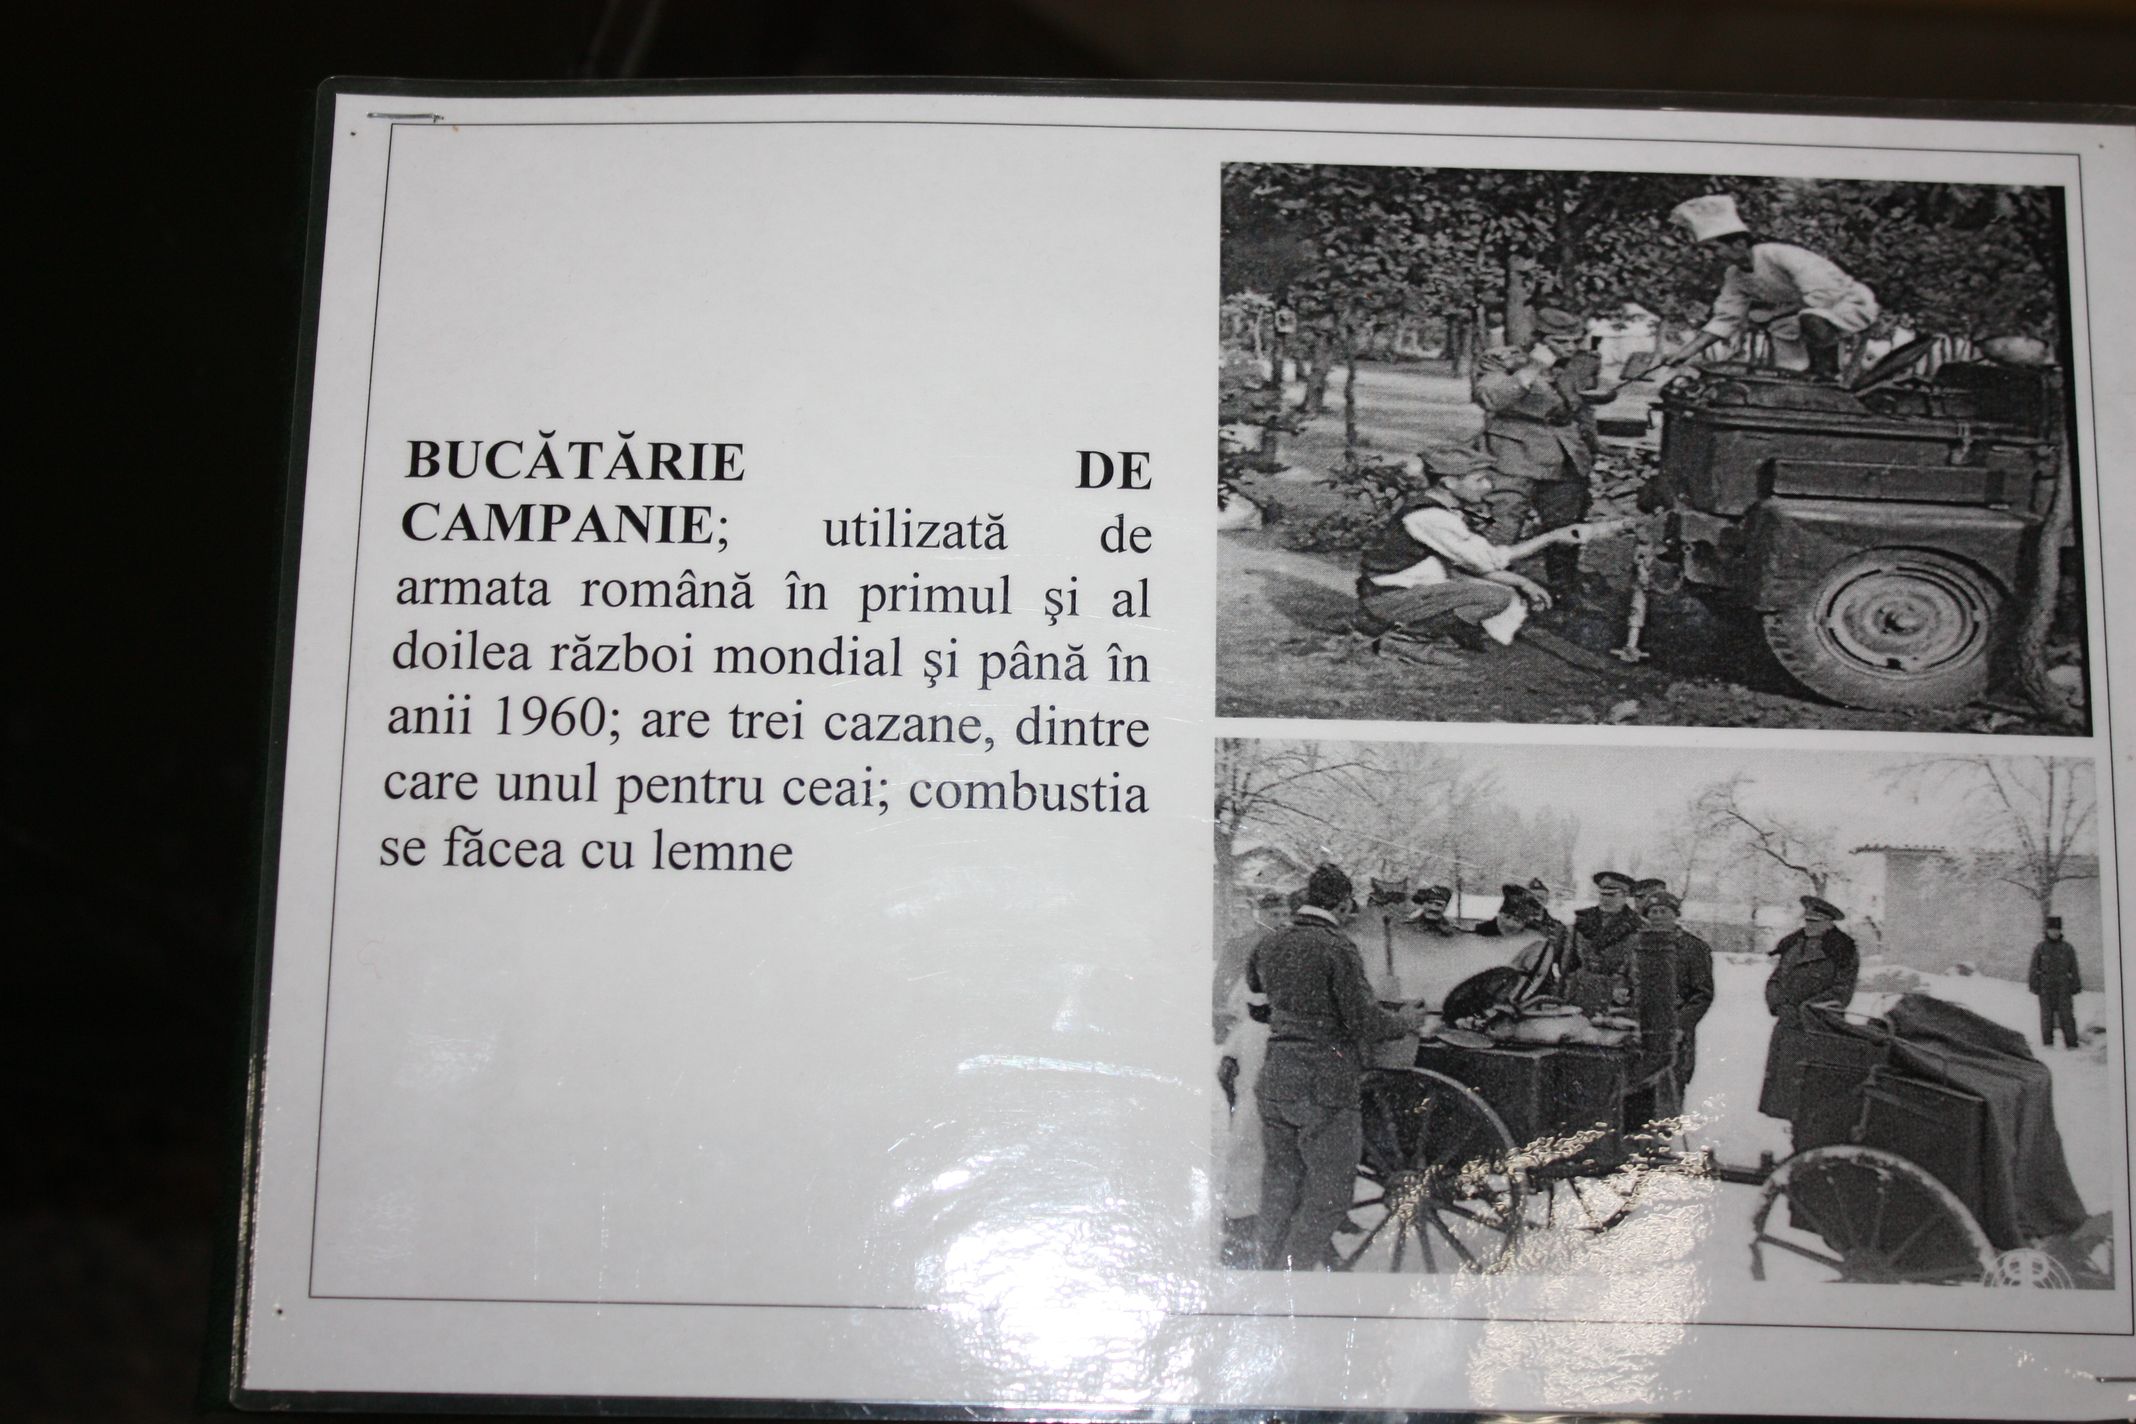 BUCĂTĂRIE DE
CAMPANIE; utilizată de
armata română în primul şi al
doilea război mondial şi până în
anii 1960; are trei cazane, dintre
care unul pentru ceai; combustia
se făcea cu lemne